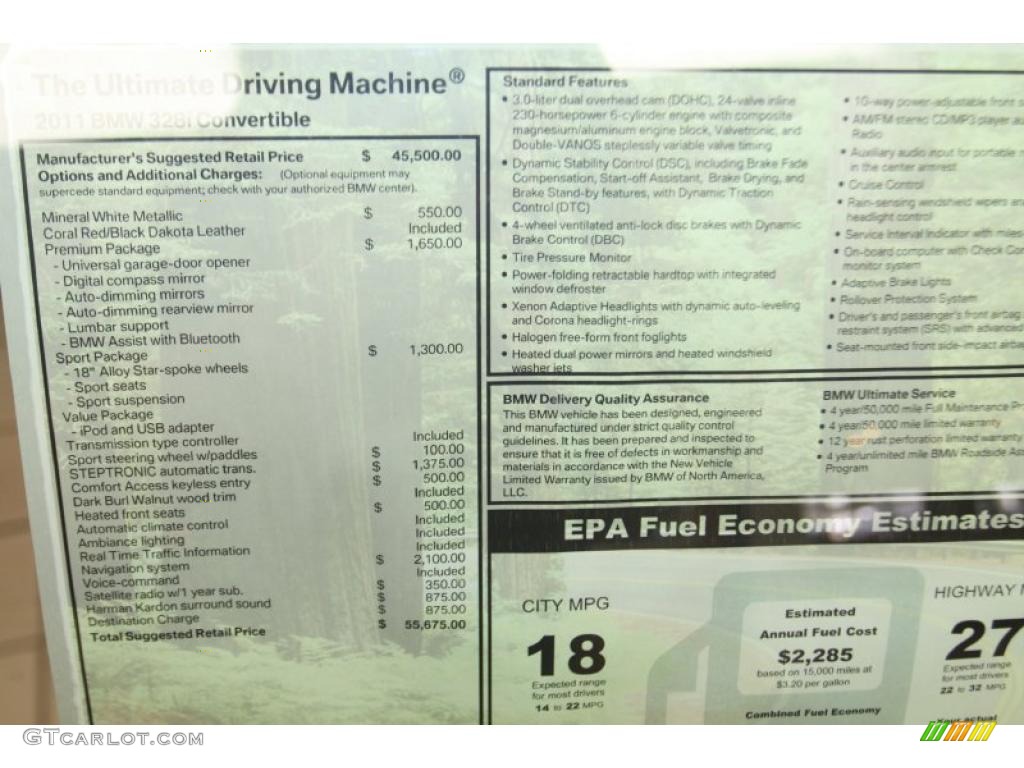 The Ultimate Driving Machine®
2011 BMW 328i Convertible
Manufacturer's Suggested Retail Price $ 45,500.00
Options and Additional Charges: (Optional equipment may
supercede standard equipment; check with your authorized BMW center).
Mineral White Metallic $ 550.00
Coral Red/Black Dakota Leather Included
Premium Package $ 1,650.00
- Universal garage-door opener
- Digital compass mirror
- Auto-dimming mirrors
- Auto-dimming rearview mirror
- Lumbar support
- BMW Assist with Bluetooth
Sport Package $ 1,300.00
- 18" Alloy Star-spoke wheels
- Sport seats
- Sport suspension
Value Package
- iPod and USB adapter
Transmission type controller Included
Sport steering wheel w/paddles $ 100.00
STEPTRONIC automatic trans. $ 1,375.00
Comfort Access keyless entry $ 500.00
Dark Burl Walnut wood trim Included
Heated front seats $ 500.00
Automatic climate control Included
Ambiance lighting Included
Real Time Traffic Information Included
Navigation system $ 2,100.00
Voice-command Included
Satellite radio w/1 year sub. $ 350.00
Harman Kardon surround sound $ 875.00
Destination Charge $ 875.00
Total Suggested Retail Price $ 55,675.00
Standard Features
• 3.0-liter dual overhead cam (DOHC), 24-valve inline
230-horsepower 6-cylinder engine with composite
magnesium/aluminum engine block, Valvetronic, and
Double-VANOS steplessly variable valve timing
• Dynamic Stability Control (DSC), including Brake Fade
Compensation, Start-off Assistant, Brake Drying, and
Brake Stand-by features, with Dynamic Traction
Control (DTC)
• 4-wheel ventilated anti-lock disc brakes with Dynamic
Brake Control (DBC)
• Tire Pressure Monitor
• Power-folding retractable hardtop with integrated
window defroster
• Xenon Adaptive Headlights with dynamic auto-leveling
and Corona headlight-rings
• Halogen free-form front foglights
• Heated dual power mirrors and heated windshield
washer jets
• 10-way power-adjustable front
• AM/FM stereo CD/MP3 player
Radio
• Auxiliary audio input for portable
in the center armrest
• Cruise Control
• Rain-sensing windshield wipers
headlight control
• Service Interval Indicator with miles
• On-board computer with Check
monitor system
• Adaptive Brake Lights
• Rollover Protection System
• Driver's and passenger's front airbag
restraint system (SRS) with advanced
• Seat-mounted front side-impact
BMW Delivery Quality Assurance
This BMW vehicle has been designed, engineered
and manufactured under strict quality control
guidelines. It has been prepared and inspected to
ensure that it is free of defects in workmanship and
materials in accordance with the New Vehicle
Limited Warranty issued by BMW of North America,
LLC.
BMW Ultimate Service
• 4 year/50,000 mile Full Maintenance
• 4 year/50,000 mile limited warranty
• 12 year rust perforation limited warranty
• 4 year/unlimited mile BMW Roadside
Program
EPA Fuel Economy Estimates
CITY MPG
18
Expected range
for most drivers
14 to 22 MPG
Estimated
Annual Fuel Cost
$2,285
based on 15,000 miles at
$3.20 per gallon
Combined Fuel Economy
HIGHWAY
27
Expected range
for most drivers
22 to 32 MPG
Your actual
GTCARLOT.COM